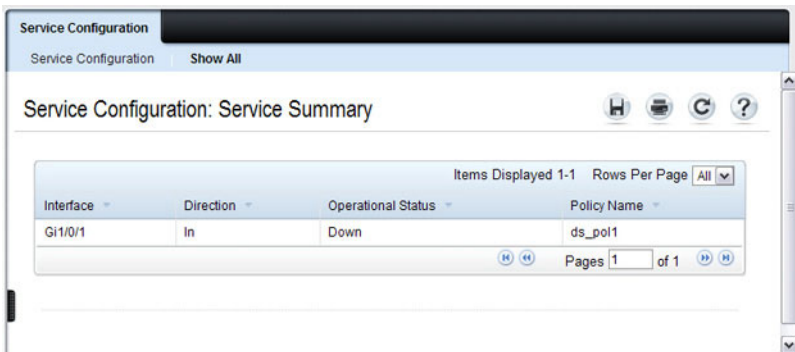 Service Configuration
Service Configuration Show All
Service Configuration: Service Summary
Items Displayed 1-1 Rows Per Page All
Interface Direction Operational Status Policy Name
Gi1/0/1 In Down ds_pol1
Pages 1 of 1